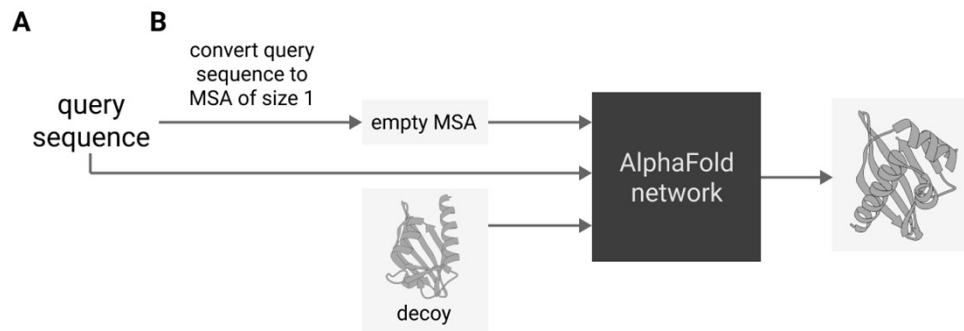 A
B
convert query
sequence to
MSA of size 1
query
sequence
empty MSA
AlphaFold
network
decoy